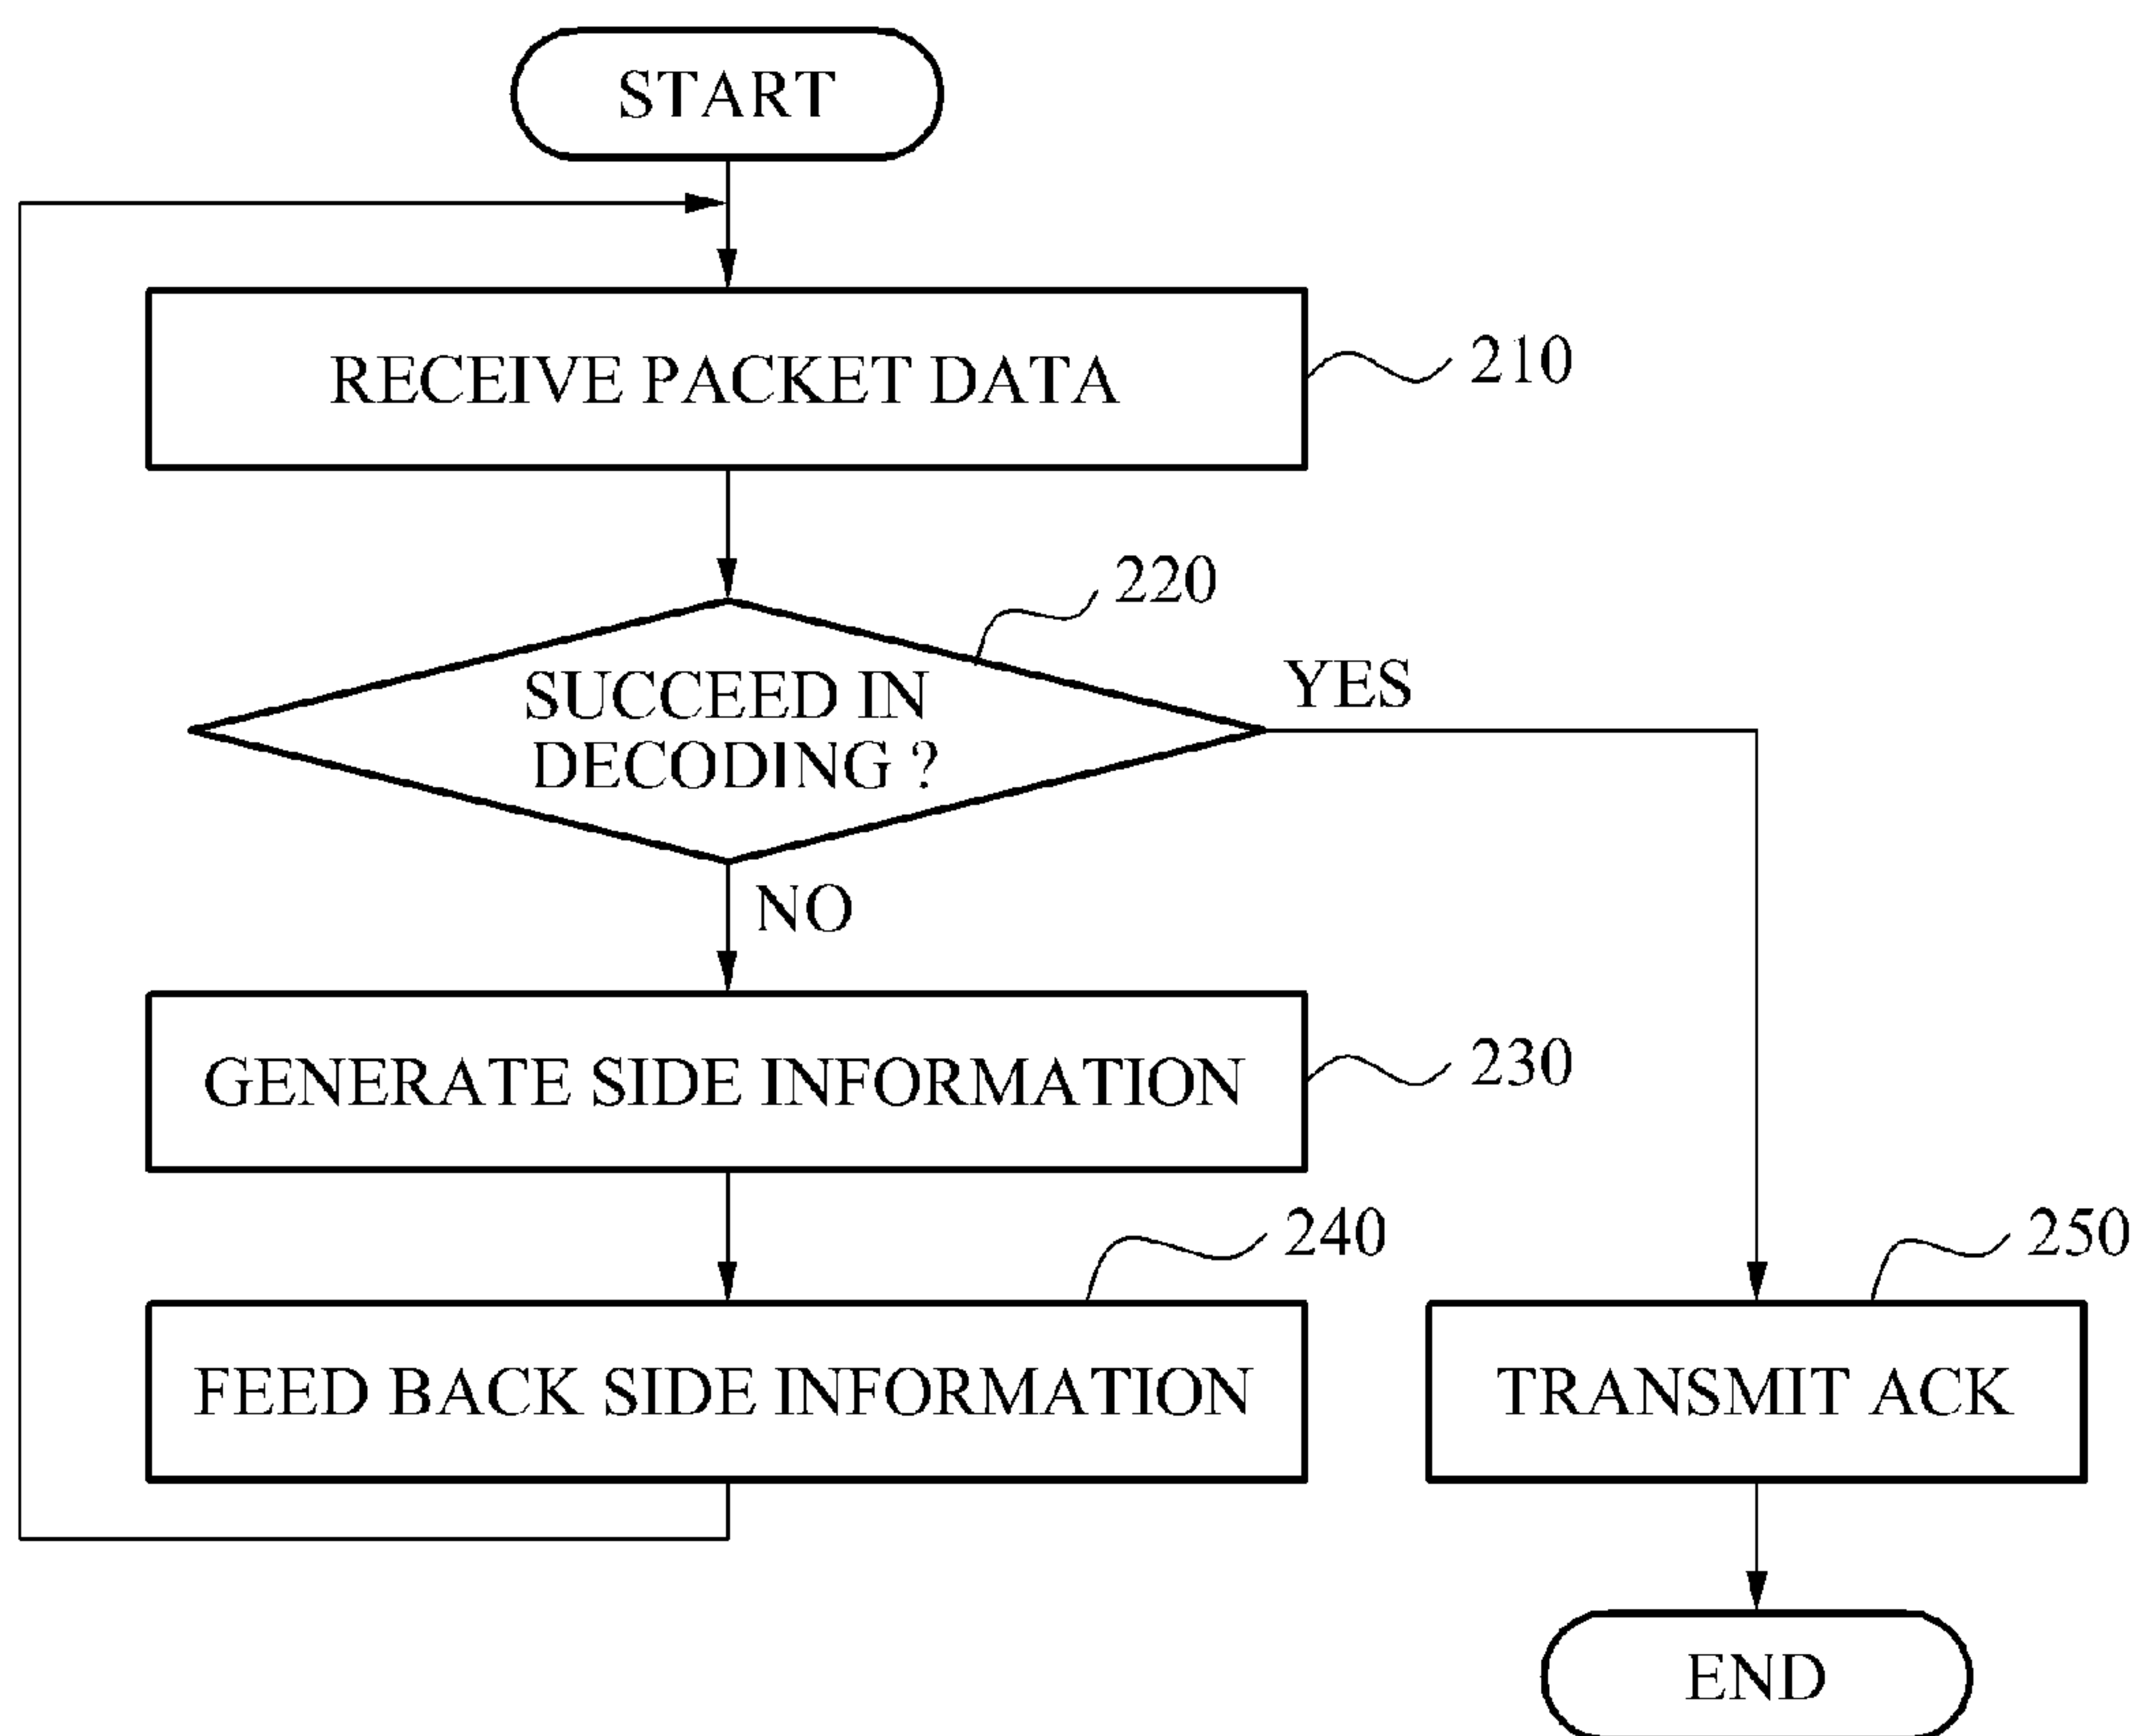 START
RECEIVE PACKET DATA
210
220
SUCCEED IN
DECODING ?
YES
NO
GENERATE SIDE INFORMATION
230
240
250
FEED BACK SIDE INFORMATION
TRANSMIT ACK
END